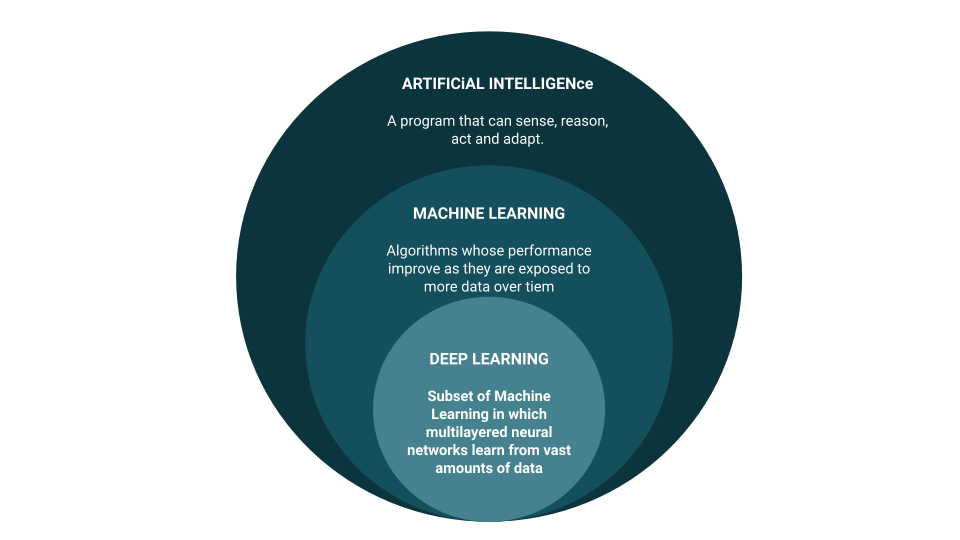 ARTIFICiAL INTELLIGENce
A program that can sense, reason,
act and adapt.
MACHINE LEARNING
Algorithms whose performance
improve as they are exposed to
more data over tiem
DEEP LEARNING
Subset of Machine
Learning in which
multilayered neural
networks learn from vast
amounts of data